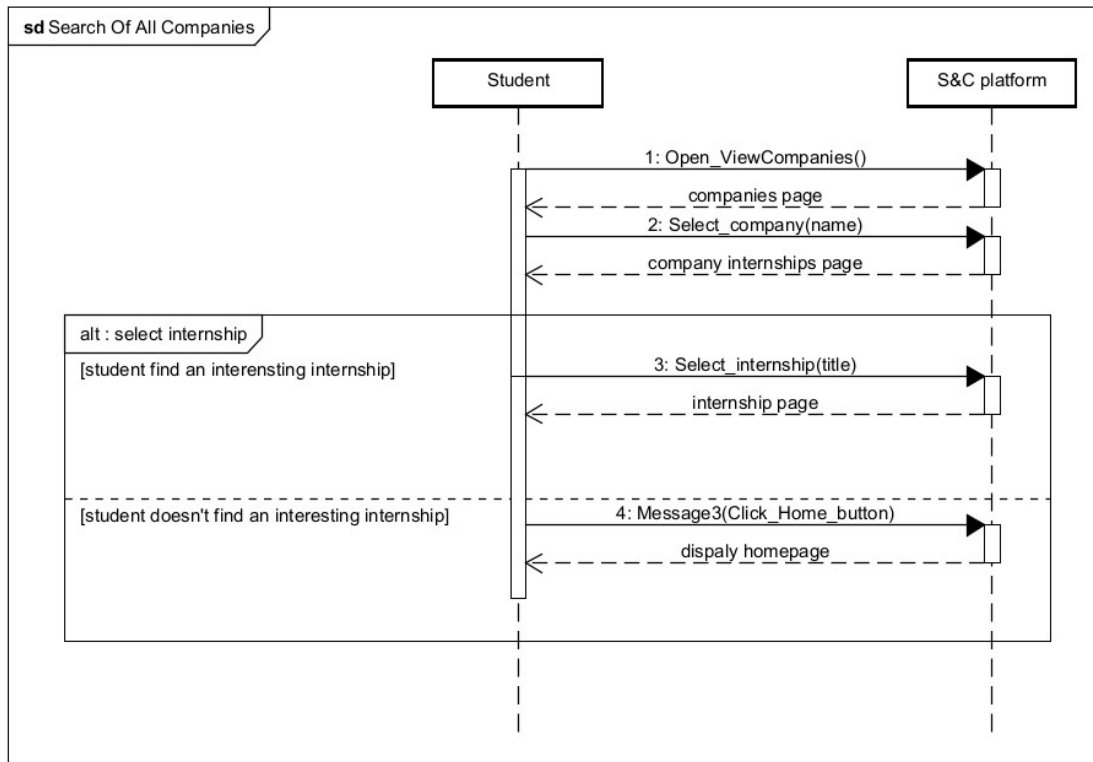 sd Search Of All Companies
Student
S&C platform
1: Open_ViewCompanies()
companies page
2: Select_company(name)
company internships page
alt : select internship
[student find an interensting internship]
3: Select_internship(title)
internship page
[student doesn't find an interesting internship]
4: Message3(Click_Home_button)
dispaly homepage